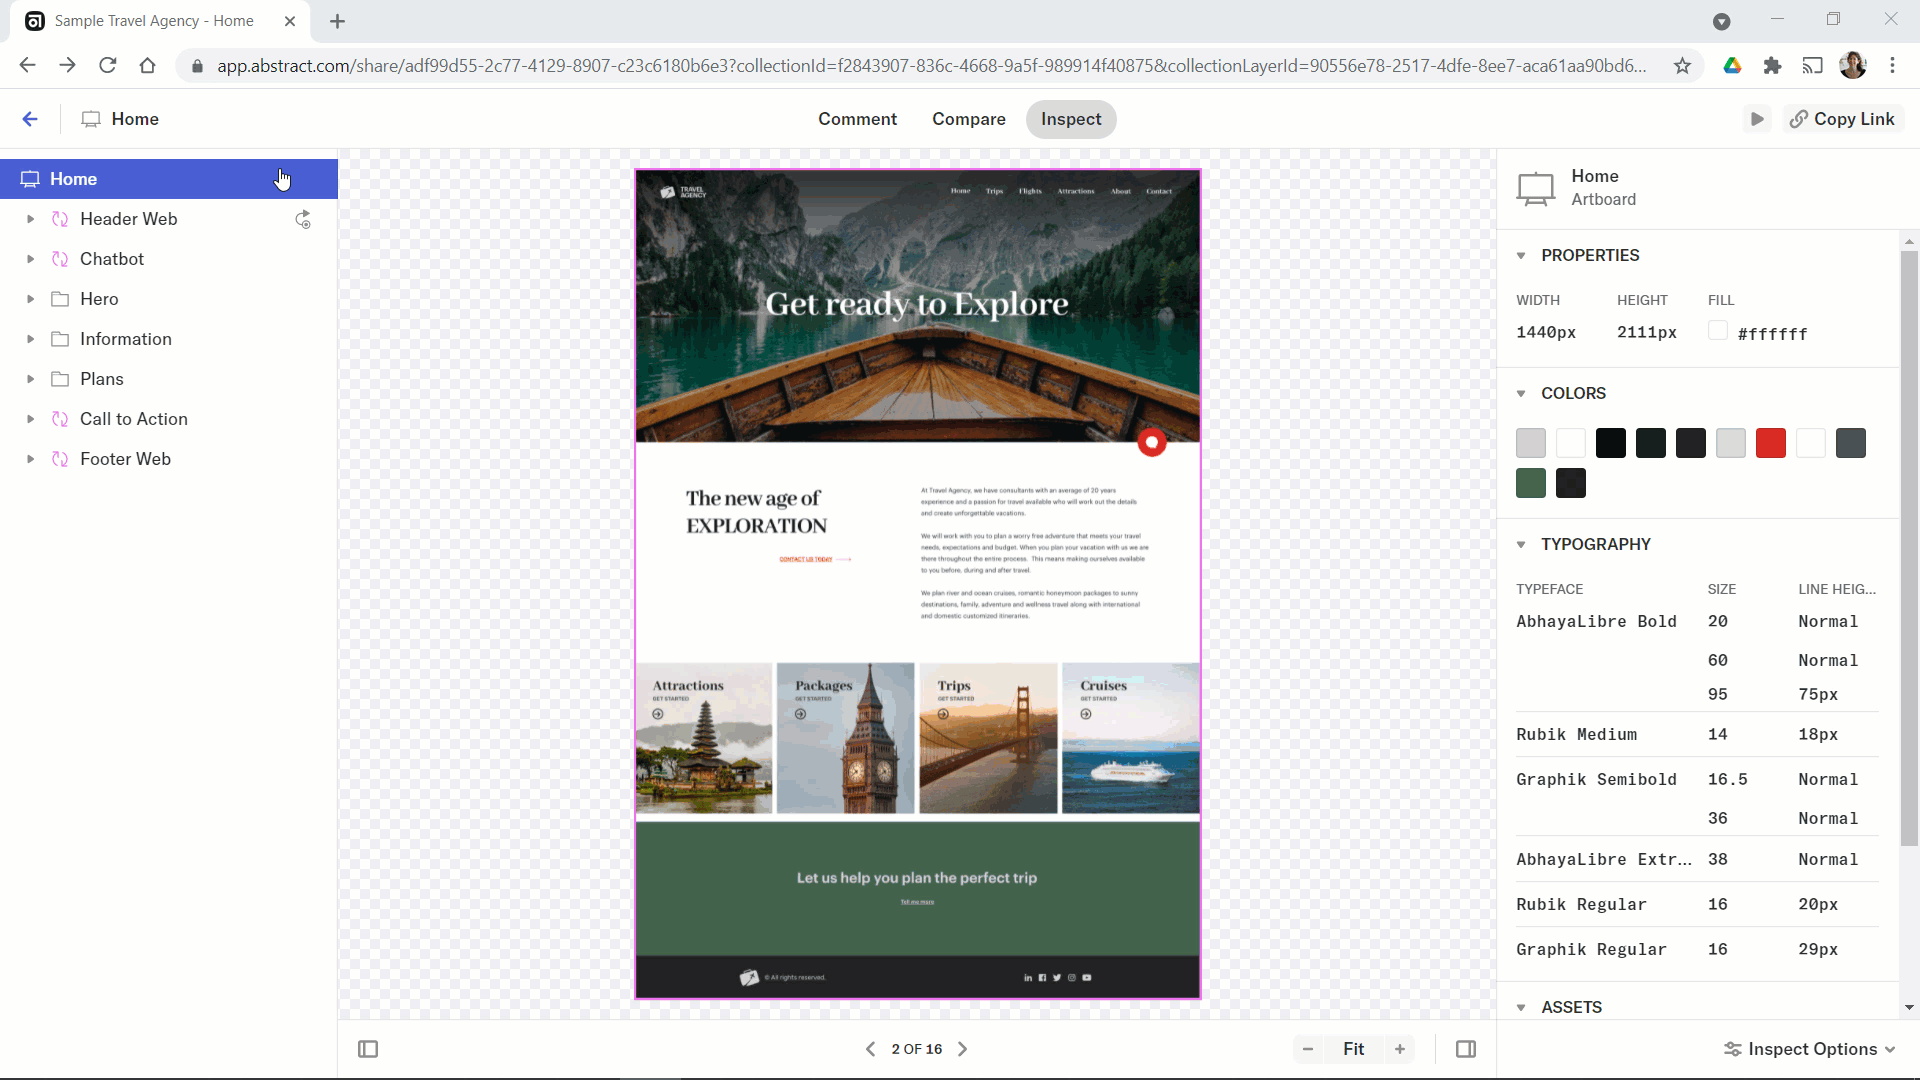 Sample Travel Agency - Home
app.abstract.com/share/adf99d55-2c77-4129-8907-c23c6180b6e3?collectionId=f2843907-836c-4668-9a5f-989914f40875&collectionLayerId=90556e78-2517-4dfe-8ee7-aca61aa90bd6...
Home
Comment Compare Inspect
Copy Link
Home
Header Web
Chatbot
Hero
Information
Plans
Call to Action
Footer Web
TRAVEL
AGENCY
Home Trips Flights Attractions About Contact
Get ready to Explore
The new age of
EXPLORATION
CONTACT US TODAY
At Travel Agency, we have consultants with an average of 20 years
experience and a passion for travel available who will work out the details
and create unforgettable vacations.
We will work with you to plan a worry free adventure that meets your travel
needs, expectations and budget. When you plan your vacation with us we are
there throughout the entire process. This means making ourselves available
to you before, during and after travel.
We plan river and ocean cruises, romantic honeymoon packages to sunny
destinations, family, adventure and wellness travel along with international
and domestic customized itineraries.
Attractions
GET STARTED
Packages
GET STARTED
Trips
GET STARTED
Cruises
GET STARTED
Let us help you plan the perfect trip
Tell me more
© All rights reserved.
2 OF 16
Fit
Home
Artboard
PROPERTIES
WIDTH HEIGHT FILL
1440px 2111px #ffffff
COLORS
TYPOGRAPHY
TYPEFACE SIZE LINE HEIG...
AbhayaLibre Bold 20 Normal
60 Normal
95 75px
Rubik Medium 14 18px
Graphik Semibold 16.5 Normal
36 Normal
AbhayaLibre Extr... 38 Normal
Rubik Regular 16 20px
Graphik Regular 16 29px
ASSETS
Inspect Options